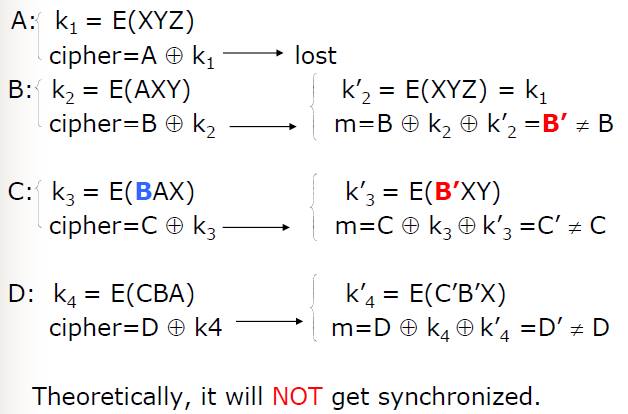 A: k₁ = E(XYZ)
cipher=A ⊕ k₁ → lost
B: k₂ = E(AXY) k′₂ = E(XYZ) = k₁
cipher=B ⊕ k₂ → m=B ⊕ k₂ ⊕ k′₂ =B′ ≠ B
C: k₃ = E(BAX) k′₃ = E(B′XY)
cipher=C ⊕ k₃ → m=C ⊕ k₃ ⊕ k′₃ =C′ ≠ C
D: k₄ = E(CBA) k′₄ = E(C′B′X)
cipher=D ⊕ k4 → m=D ⊕ k₄ ⊕ k′₄ =D′ ≠ D
Theoretically, it will NOT get synchronized.